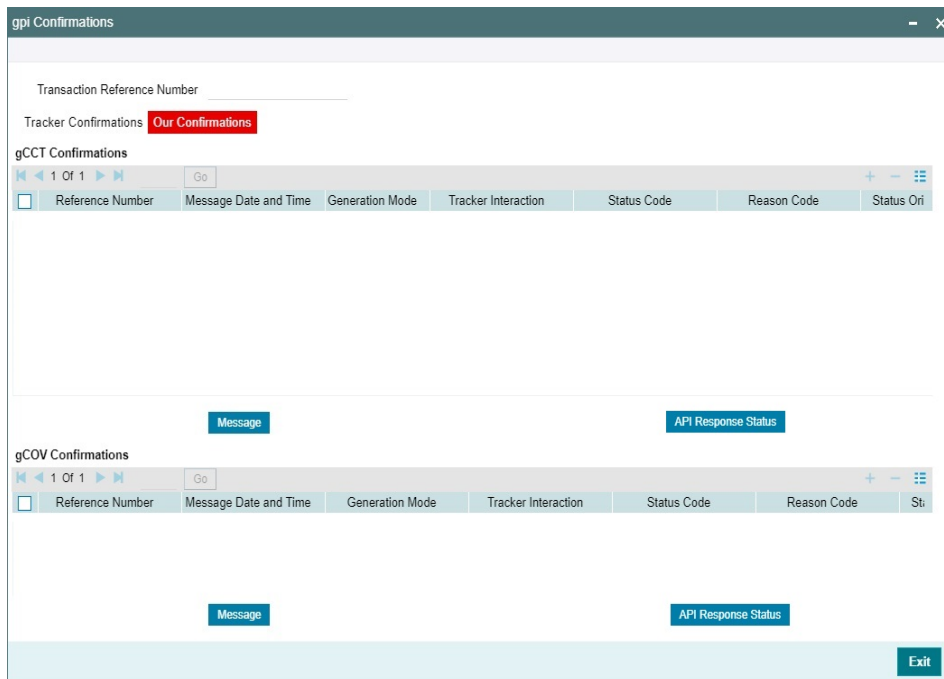 gpi Confirmations
Transaction Reference Number
Tracker Confirmations Our Confirmations
gCCT Confirmations
1 Of 1 Go
Reference Number Message Date and Time Generation Mode Tracker Interaction Status Code Reason Code Status Ori
Message API Response Status
gCOV Confirmations
1 Of 1 Go
Reference Number Message Date and Time Generation Mode Tracker Interaction Status Code Reason Code Sta
Message API Response Status
Exit